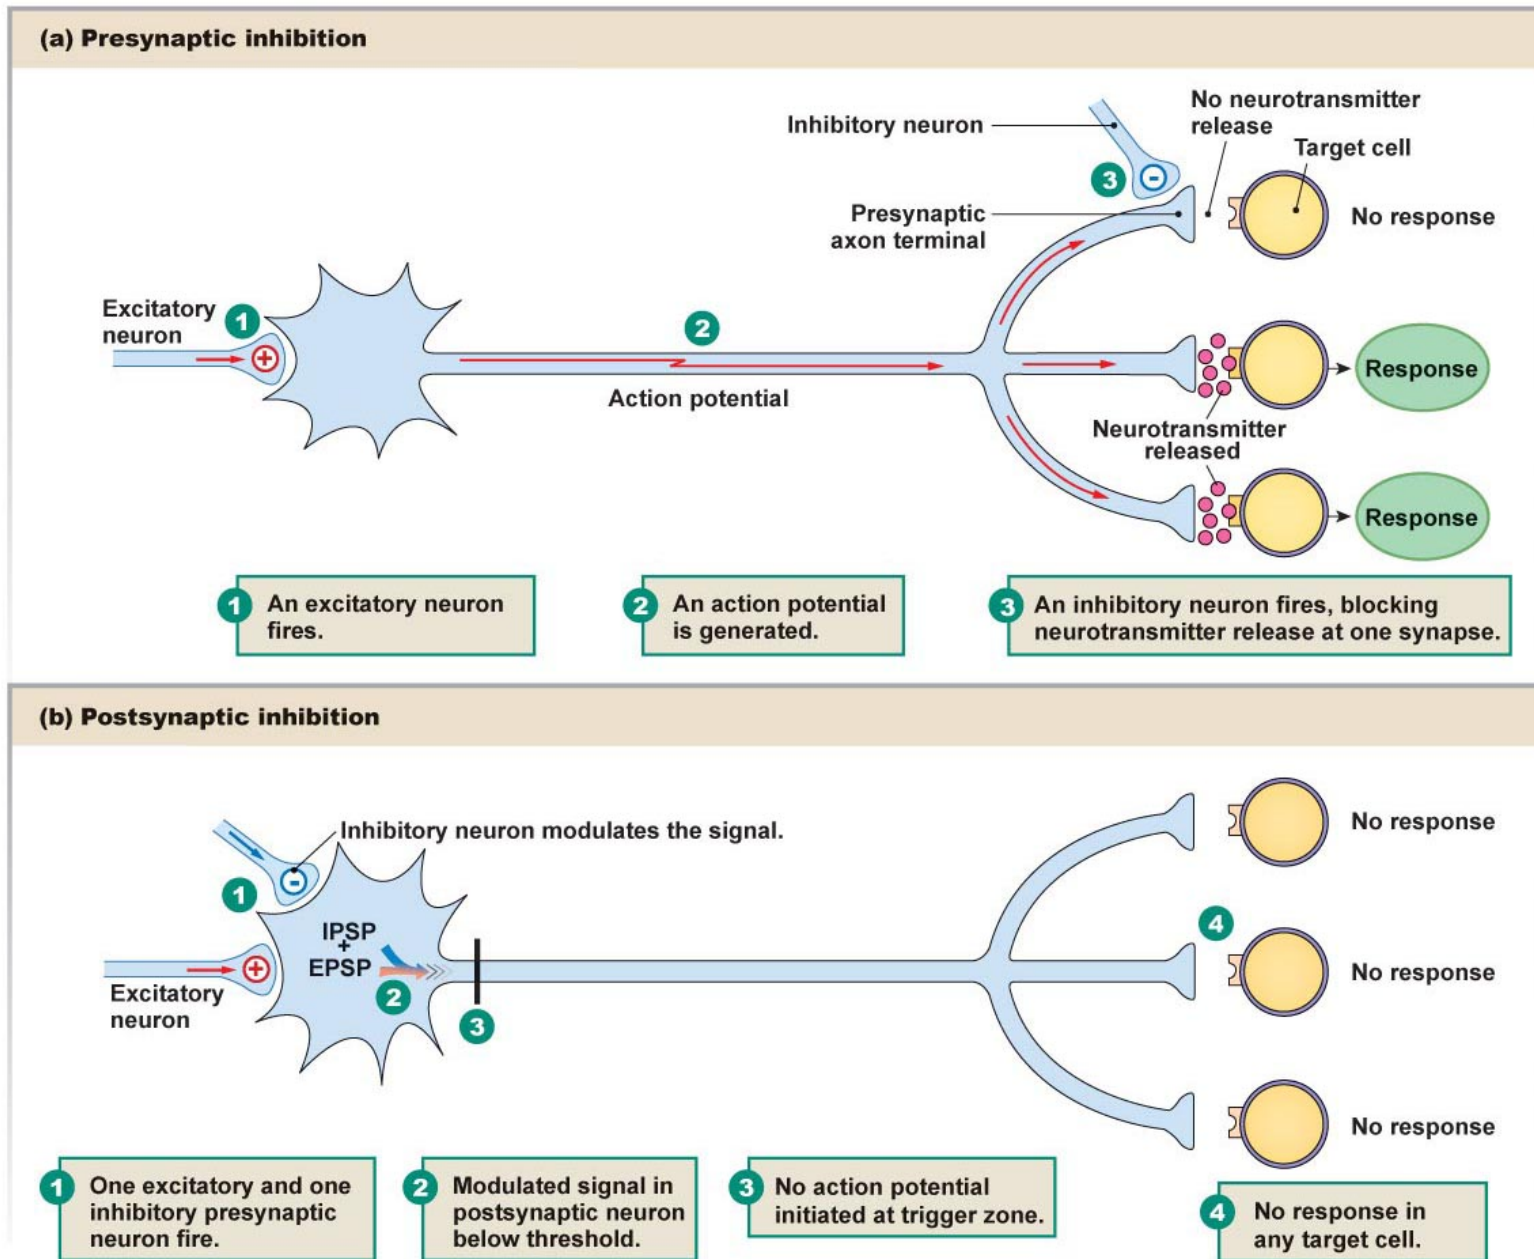 (a) Presynaptic inhibition
Inhibitory neuron
No neurotransmitter
release
Target cell
3
-
Presynaptic
axon terminal
No response
Excitatory
neuron
1
+
2
Action potential
Response
Neurotransmitter
released
Response
1 An excitatory neuron
fires.
2 An action potential
is generated.
3 An inhibitory neuron fires, blocking
neurotransmitter release at one synapse.
(b) Postsynaptic inhibition
Inhibitory neuron modulates the signal.
-
1
IPSP
+
EPSP
+
Excitatory
neuron
2
3
No response
4
No response
No response
1 One excitatory and one
inhibitory presynaptic
neuron fire.
2 Modulated signal in
postsynaptic neuron
below threshold.
3 No action potential
initiated at trigger zone.
4 No response in
any target cell.